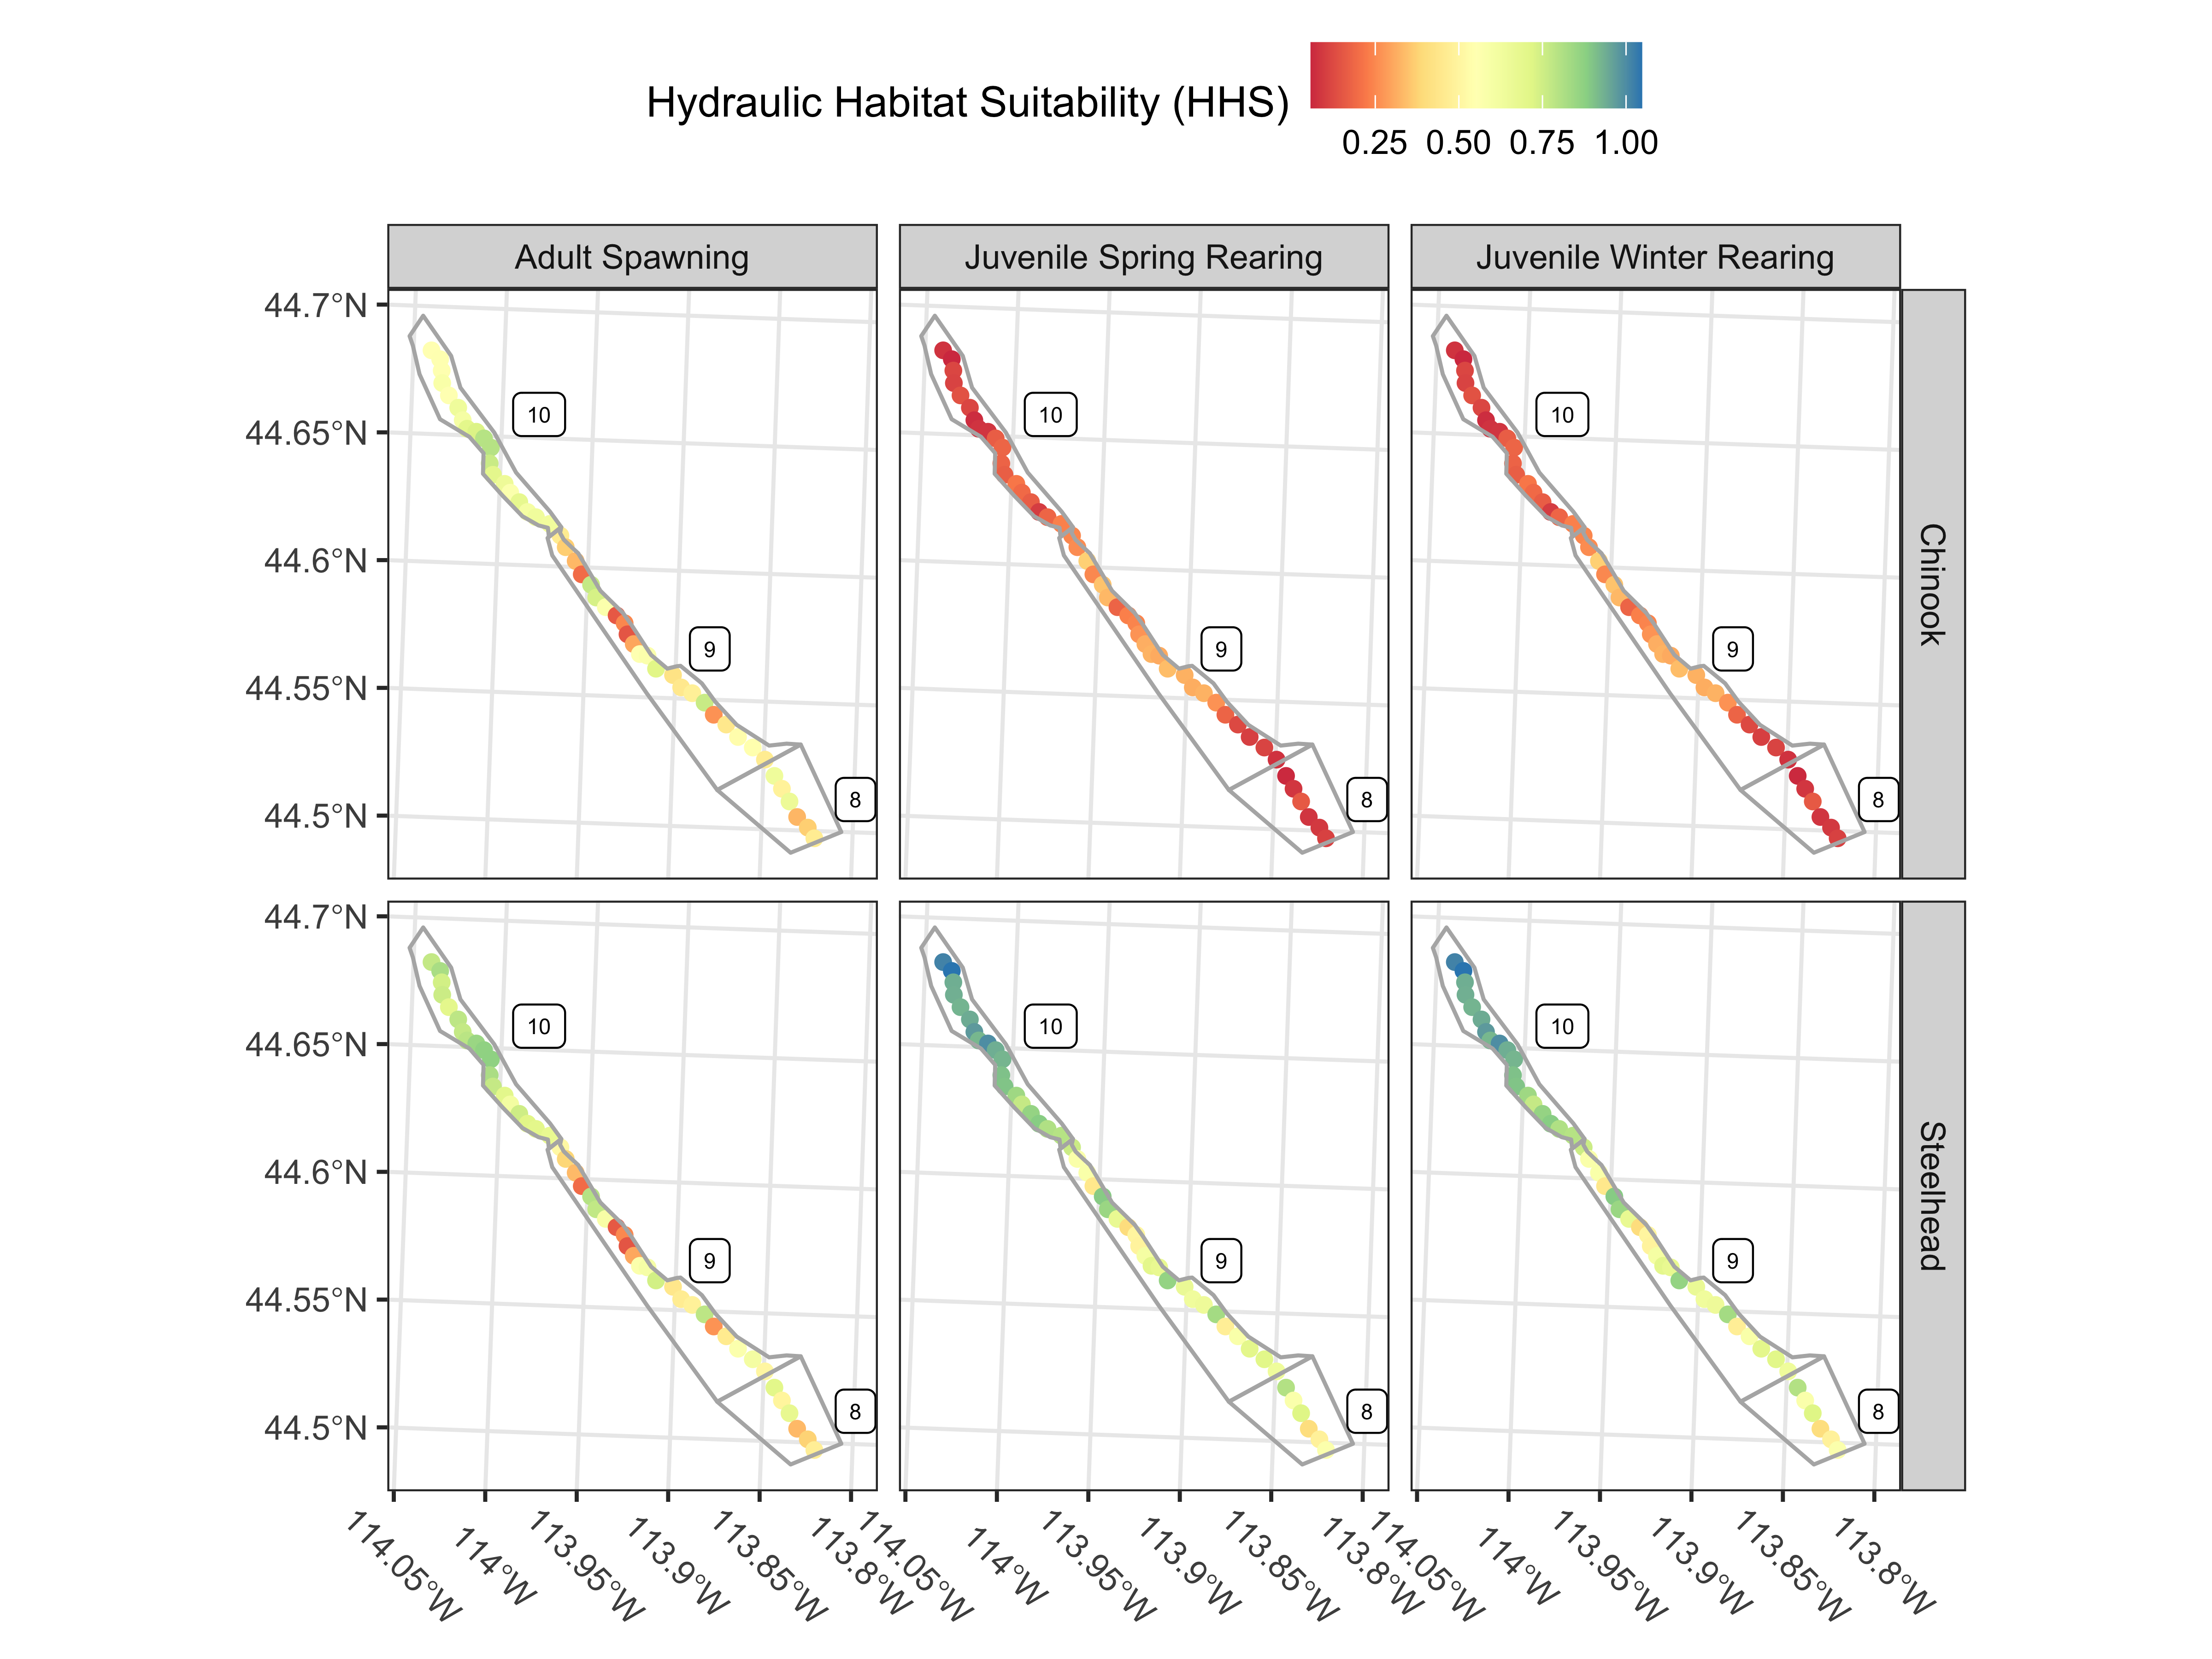 Hydraulic Habitat Suitability (HHS)
0.25 0.50 0.75 1.00
Adult Spawning
Juvenile Spring Rearing
Juvenile Winter Rearing
44.7°N
44.65°N
44.6°N
44.55°N
44.5°N
10
9
8
10
9
8
10
9
8
Chinook
44.7°N
44.65°N
44.6°N
44.55°N
44.5°N
10
9
8
10
9
8
10
9
8
Steelhead
114.05°W
114°W
113.95°W
113.9°W
113.85°W
113.8°W
114.05°W
114°W
113.95°W
113.9°W
113.85°W
113.8°W
114.05°W
114°W
113.95°W
113.9°W
113.85°W
113.8°W